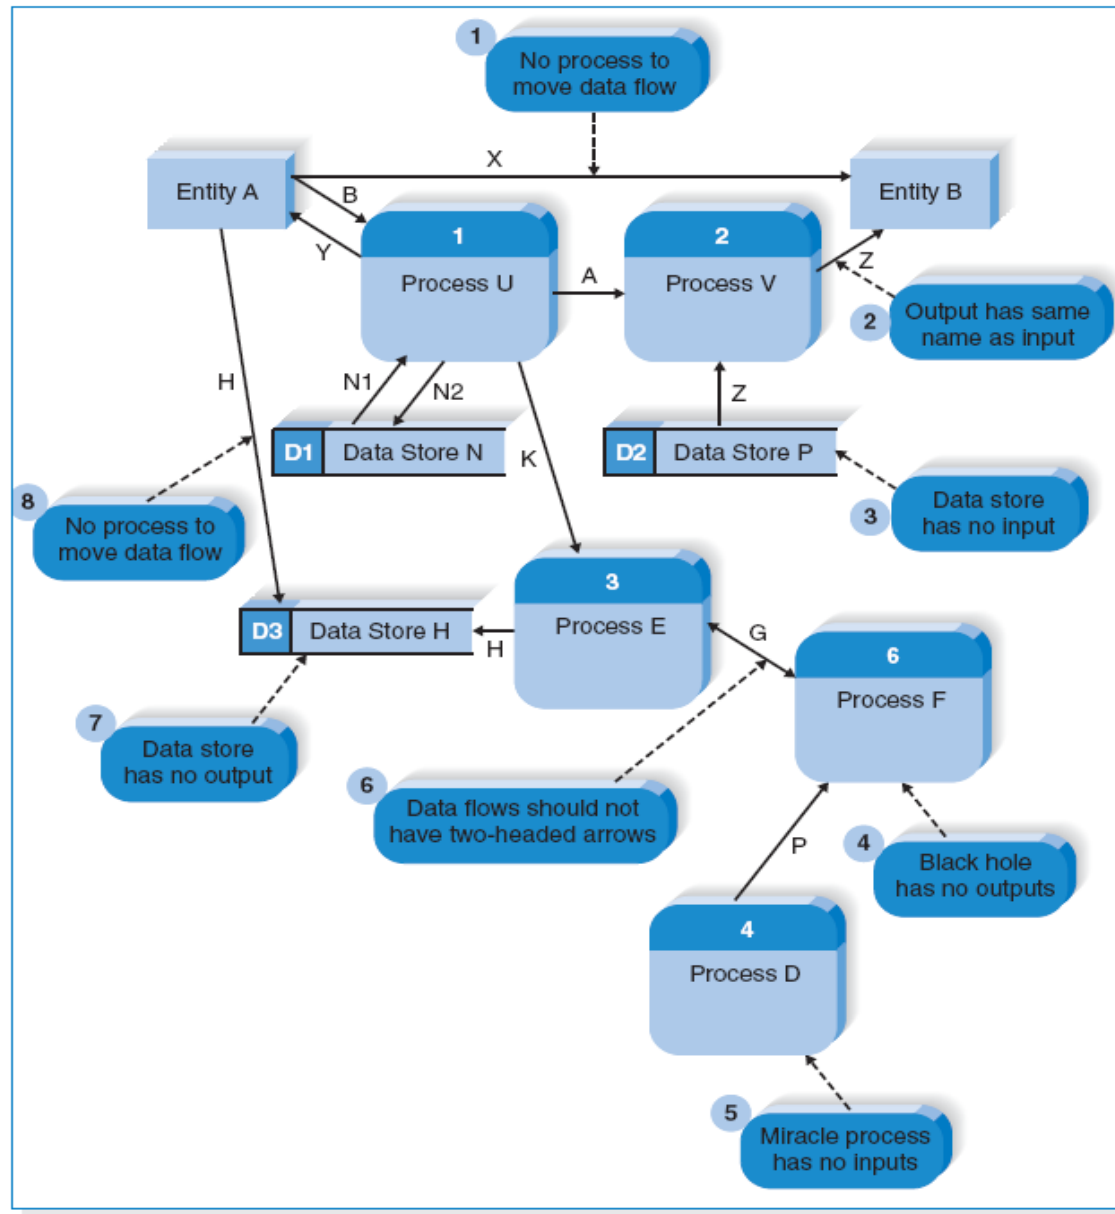 1
No process to
move data flow
X
Entity A
Entity B
B
1
2
Y
Z
Process U
A
Process V
2
Output has same
name as input
H
N1
N2
Z
D1 Data Store N
D2 Data Store P
K
8
No process to
move data flow
3
Data store
has no input
3
Process E
D3 Data Store H
H
G
6
Process F
7
Data store
has no output
6
Data flows should not
have two-headed arrows
P
4
Black hole
has no outputs
4
Process D
5
Miracle process
has no inputs